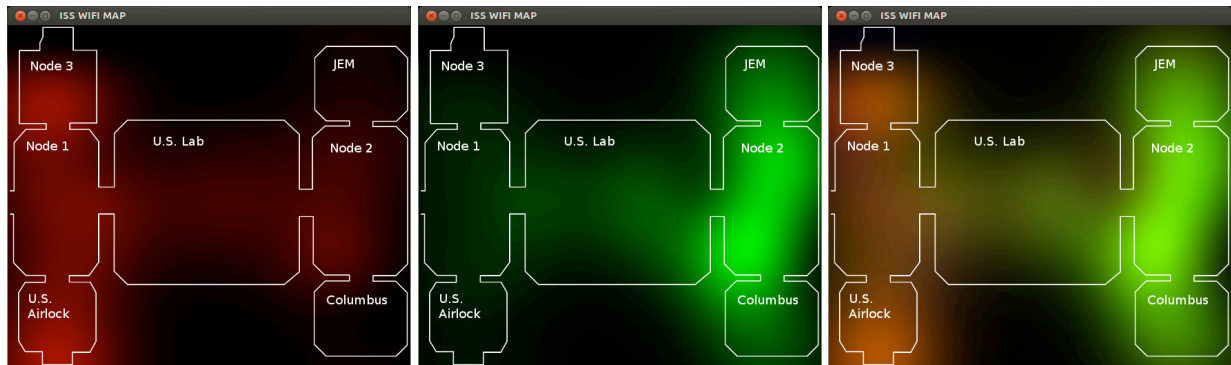 ISS WIFI MAP
Node 3
JEM
U.S. Lab
Node 1
Node 2
U.S.
Airlock
Columbus
ISS WIFI MAP
Node 3
JEM
U.S. Lab
Node 1
Node 2
U.S.
Airlock
Columbus
ISS WIFI MAP
Node 3
JEM
U.S. Lab
Node 1
Node 2
U.S.
Airlock
Columbus